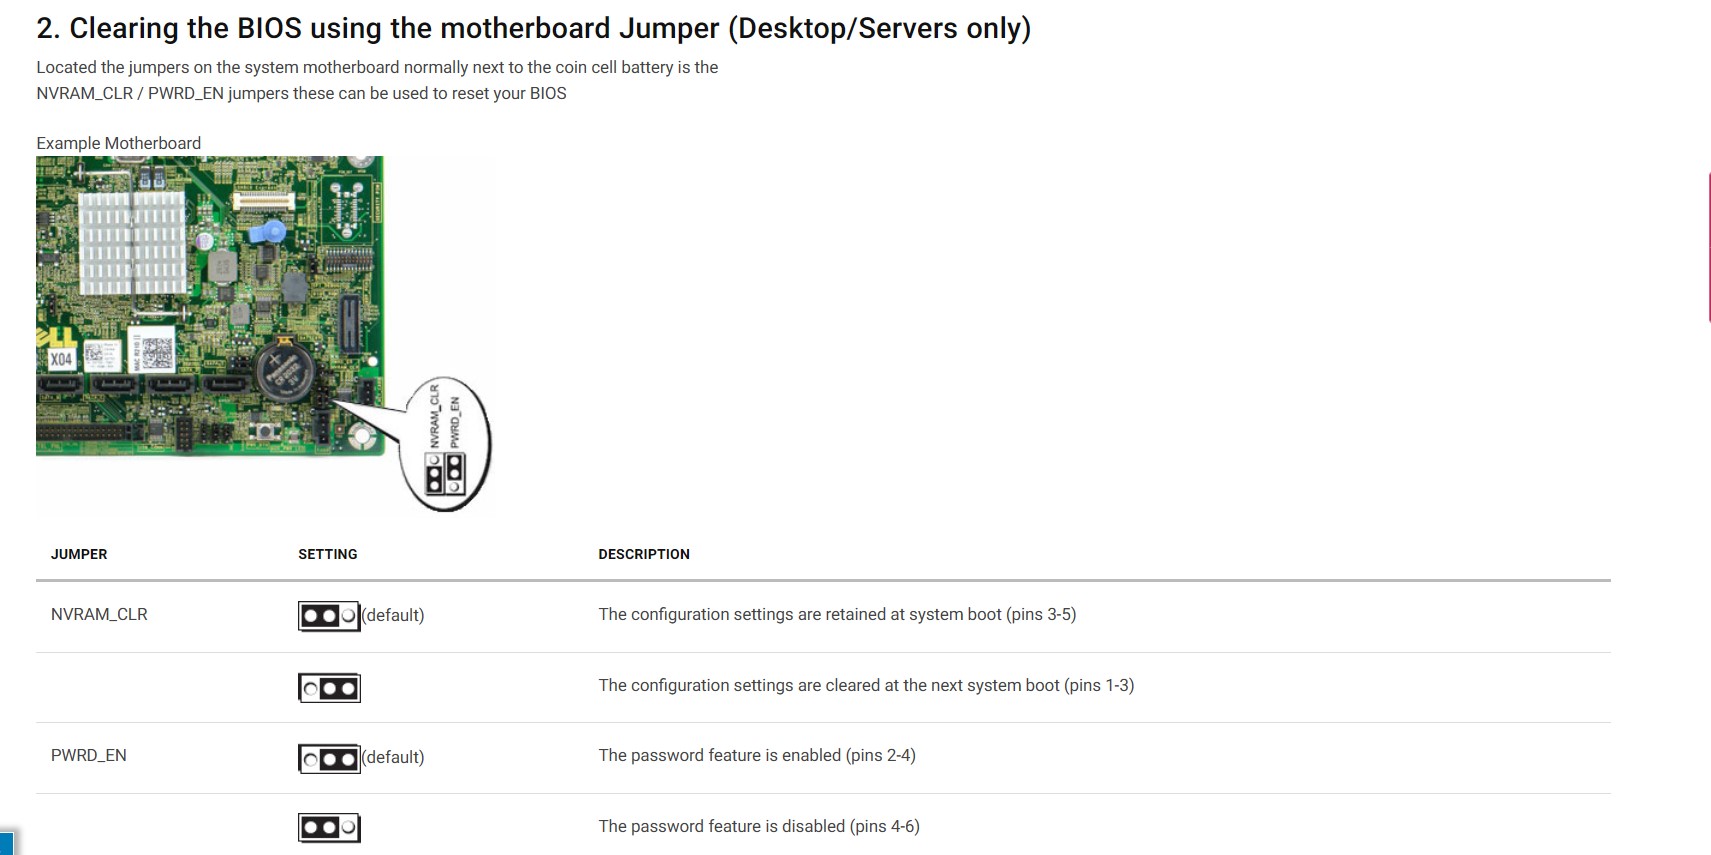 2. Clearing the BIOS using the motherboard Jumper (Desktop/Servers only)
Located the jumpers on the system motherboard normally next to the coin cell battery is the
NVRAM_CLR / PWRD_EN jumpers these can be used to reset your BIOS
Example Motherboard
X04
NVRAM_CLR
PWRD_EN
JUMPER SETTING DESCRIPTION
NVRAM_CLR (default) The configuration settings are retained at system boot (pins 3-5)
The configuration settings are cleared at the next system boot (pins 1-3)
PWRD_EN (default) The password feature is enabled (pins 2-4)
The password feature is disabled (pins 4-6)